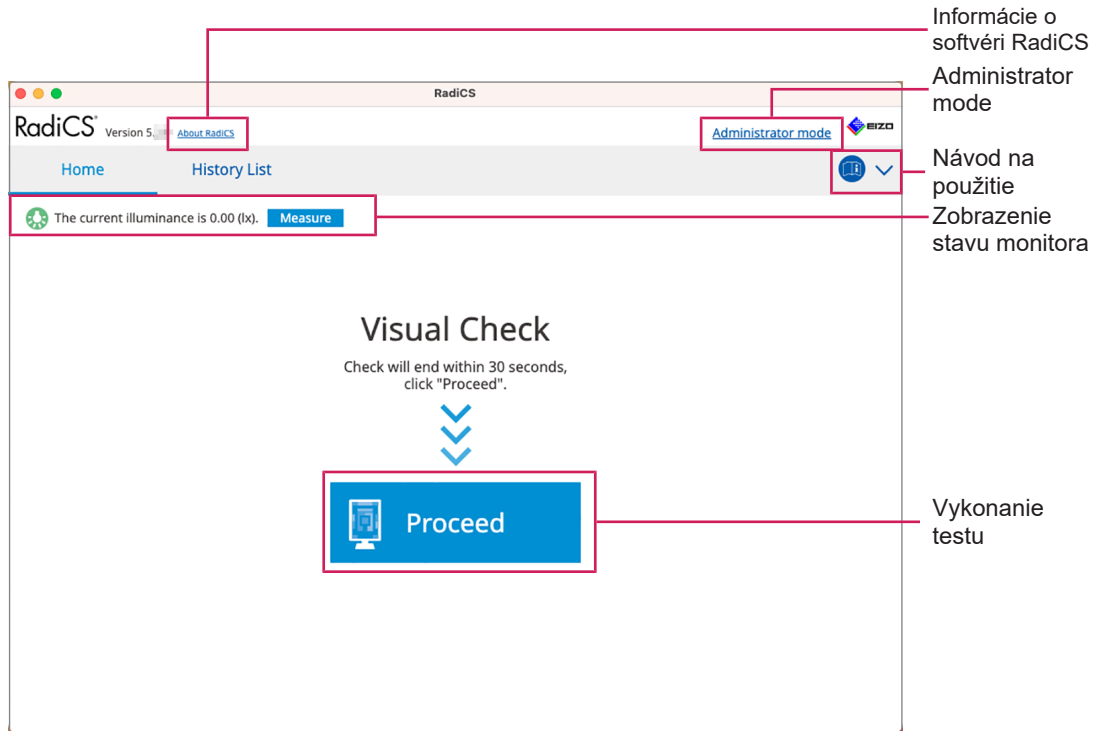 Informácie o
softvéri RadiCS
Administrator
mode
RadiCS
RadiCS® Version 5. About RadiCS
Administrator mode EIZO
Home History List
Návod na
použitie
The current illuminance is 0.00 (lx). Measure
Zobrazenie
stavu monitora
Visual Check
Check will end within 30 seconds,
click "Proceed".
Proceed
Vykonanie
testu